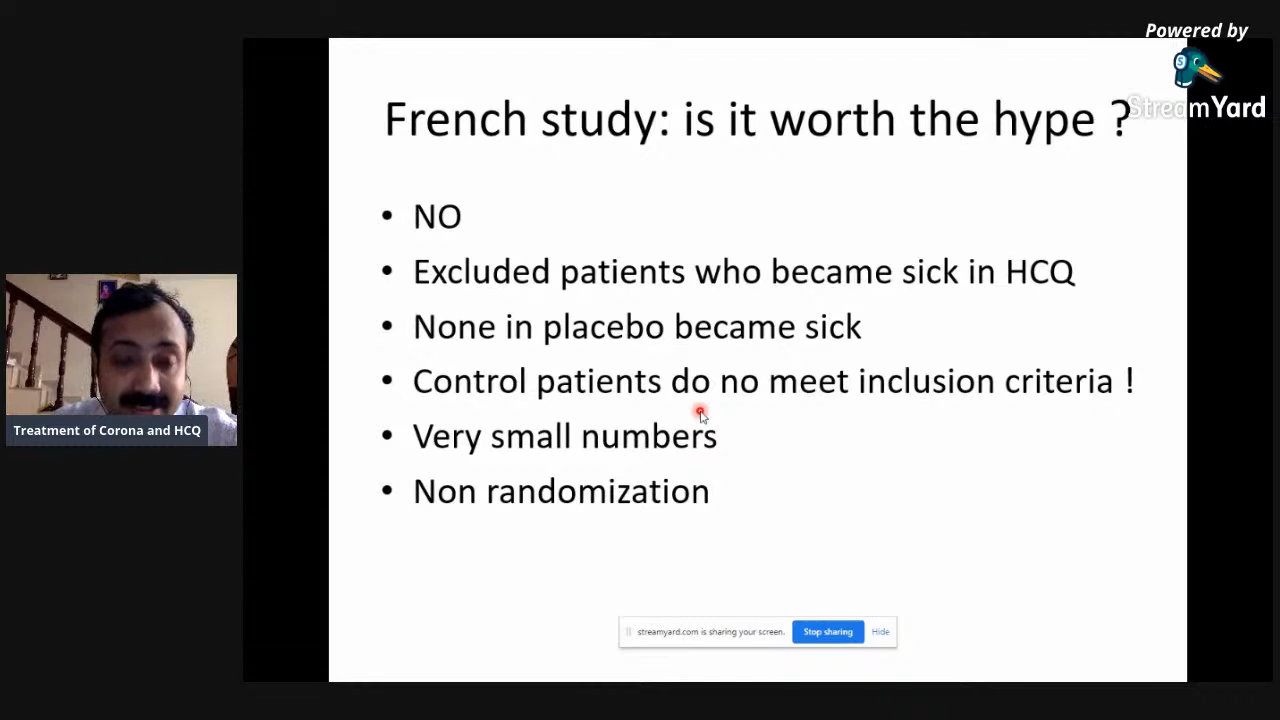 Powered by
StreamYard
French study: is it worth the hype ?
• NO
• Excluded patients who became sick in HCQ
• None in placebo became sick
• Control patients do no meet inclusion criteria !
• Very small numbers
• Non randomization
Treatment of Corona and HCQ
streamyard.com is sharing your screen. Stop sharing Hide